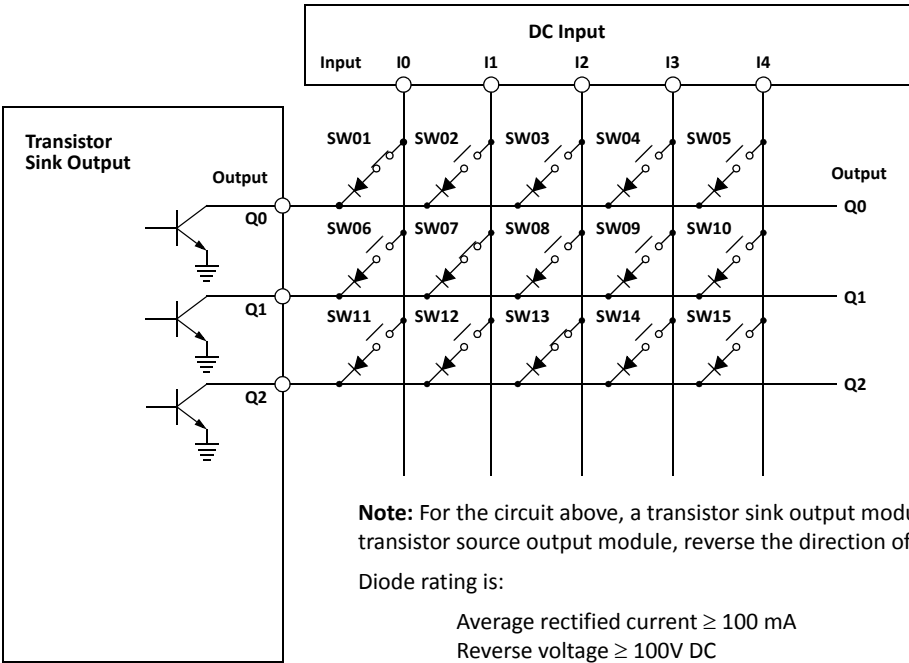 DC Input
Input I0 I1 I2 I3 I4
Transistor
Sink Output
SW01 SW02 SW03 SW04 SW05
Output
Output
Q0
Q0
SW06 SW07 SW08 SW09 SW10
Q1
Q1
SW11 SW12 SW13 SW14 SW15
Q2
Q2
Note: For the circuit above, a transistor sink output modu
transistor source output module, reverse the direction of
Diode rating is:
Average rectified current ≥ 100 mA
Reverse voltage ≥ 100V DC